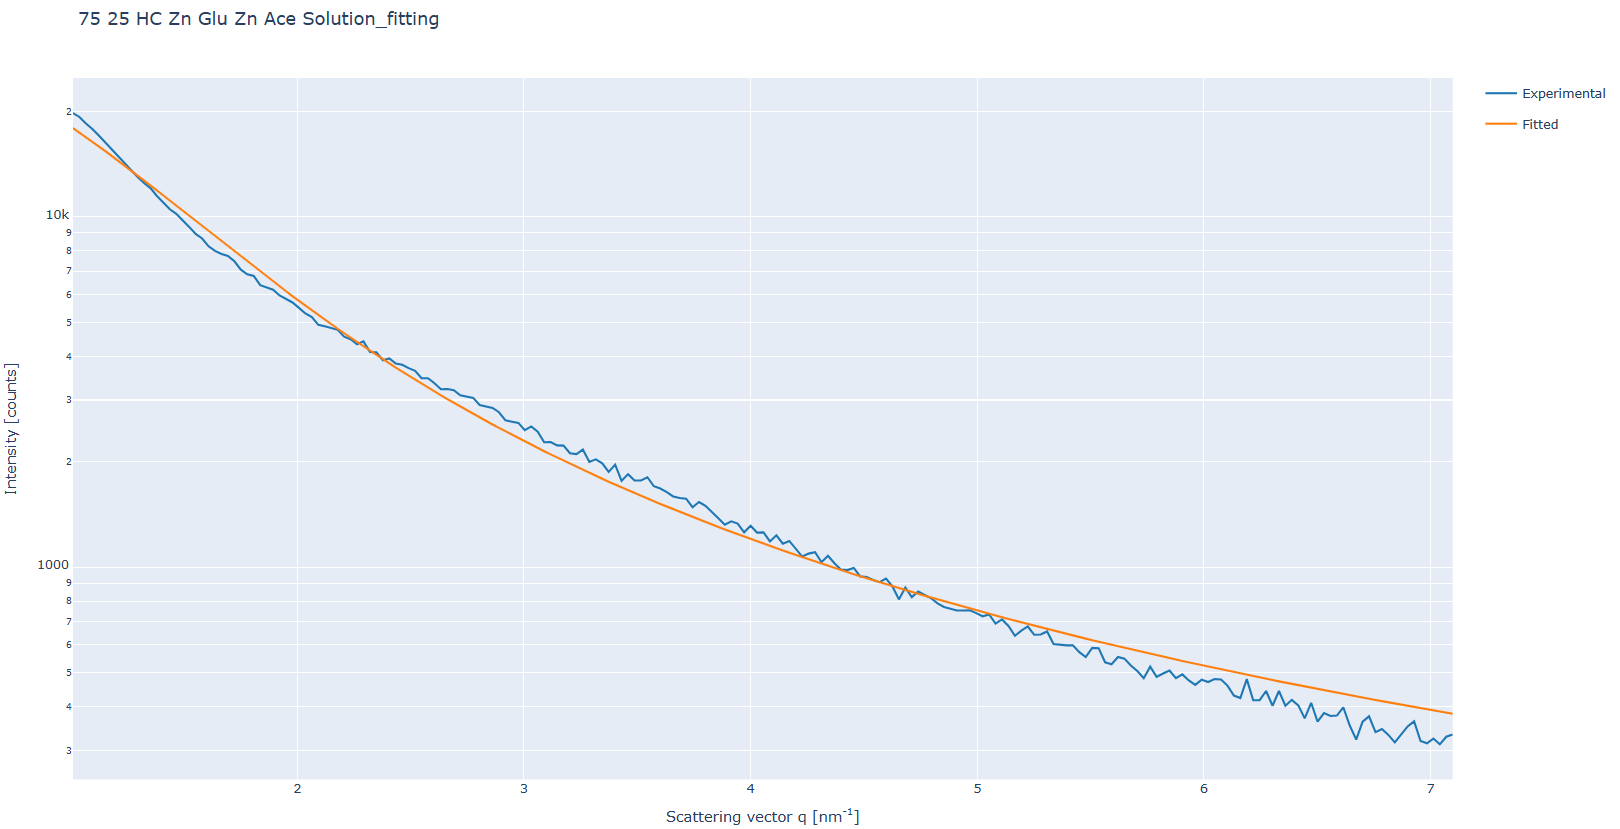 75 25 HC Zn Glu Zn Ace Solution_fitting
Experimental
Fitted
2
10k
9
8
7
6
5
4
3
2
1000
9
8
7
6
5
4
3
2 3 4 5 6 7
Scattering vector q [nm⁻¹]
Intensity [counts]